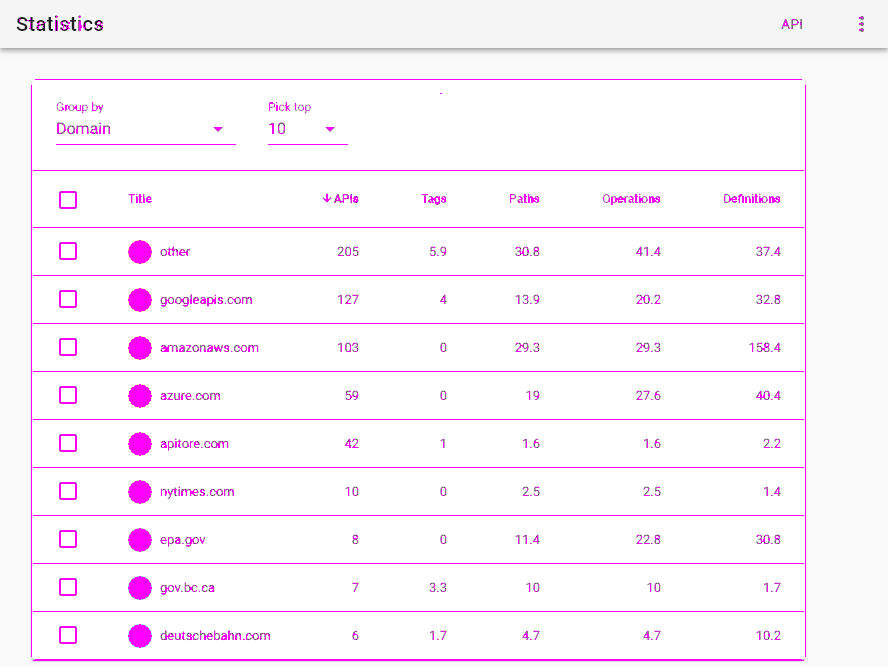 Statistics API
Group by Pick top
Domain 10
Title APIs Tags Paths Operations Definitions
other 205 5.9 30.8 41.4 37.4
googleapis.com 127 4 13.9 20.2 32.8
amazonaws.com 103 0 29.3 29.3 158.4
azure.com 59 0 19 27.6 40.4
apitore.com 42 1 1.6 1.6 2.2
nytimes.com 10 0 2.5 2.5 1.4
epa.gov 8 0 11.4 22.8 30.8
gov.bc.ca 7 3.3 10 10 1.7
deutschebahn.com 6 1.7 4.7 4.7 10.2